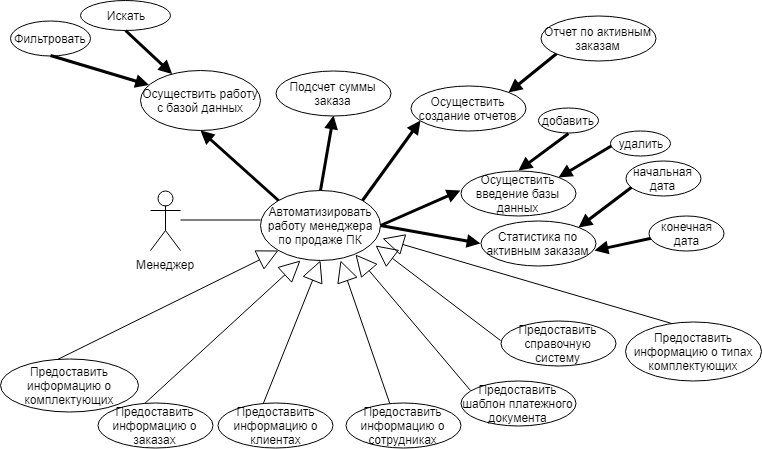 Искать
Фильтровать
Осуществить работу
с базой данных
Подсчет суммы
заказа
Отчет по активным
заказам
Осуществить
создание отчетов
добавить
удалить
Осуществить
введение базы
данных
начальная
дата
Автоматизировать
работу менеджера
по продаже ПК
Статистика по
активным заказам
конечная
дата
Менеджер
Предоставить
информацию о
комплектующих
Предоставить
информацию о
заказах
Предоставить
информацию о
клиентах
Предоставить
информацию о
сотрудниках
Предоставить
шаблон платежного
документа
Предоставить
справочную
систему
Предоставить
информацию о типах
комплектующих